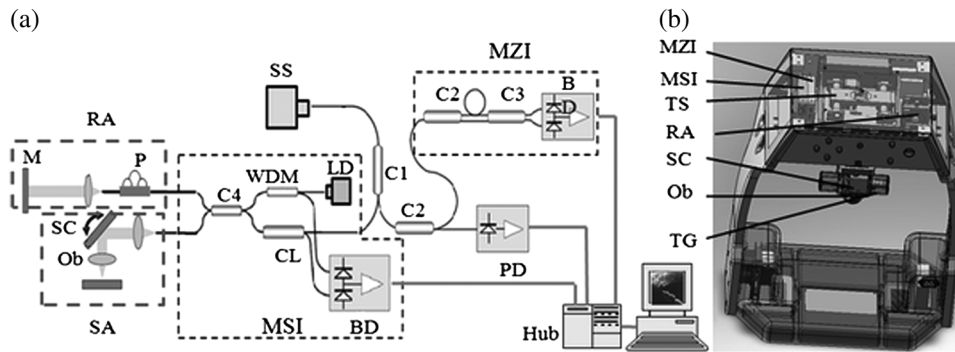 (a)
(b)
MZI
SS
B
D
C2
C3
RA
M
P
WDM
LD
C1
C4
C2
SC
Ob
CL
PD
SA
MSI
BD
Hub
MZI
MSI
TS
RA
SC
Ob
TG